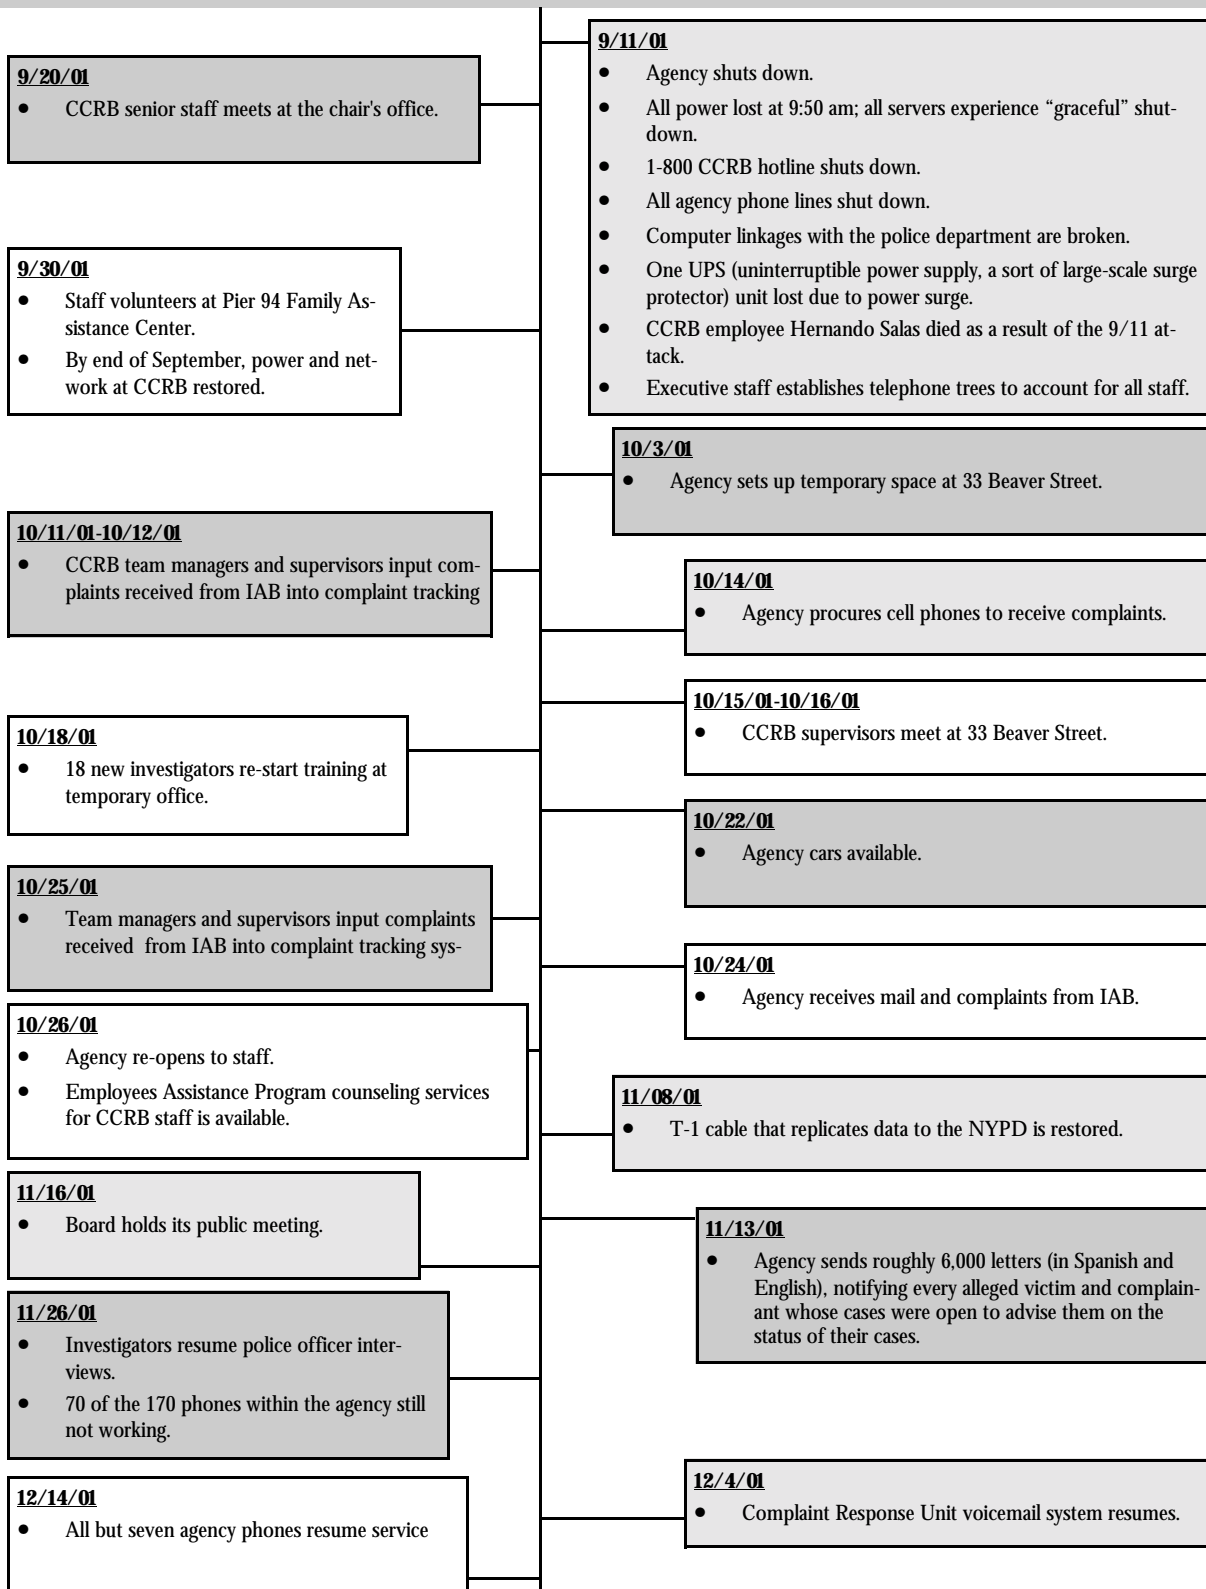 9/11/01
• Agency shuts down.
• All power lost at 9:50 am; all servers experience “graceful” shut-
down.
• 1-800 CCRB hotline shuts down.
• All agency phone lines shut down.
• Computer linkages with the police department are broken.
• One UPS (uninterruptible power supply, a sort of large-scale surge
protector) unit lost due to power surge.
• CCRB employee Hernando Salas died as a result of the 9/11 at-
tack.
• Executive staff establishes telephone trees to account for all staff.
9/20/01
• CCRB senior staff meets at the chair's office.
9/30/01
• Staff volunteers at Pier 94 Family As-
sistance Center.
• By end of September, power and net-
work at CCRB restored.
10/3/01
• Agency sets up temporary space at 33 Beaver Street.
10/11/01-10/12/01
• CCRB team managers and supervisors input com-
plaints received from IAB into complaint tracking
10/14/01
• Agency procures cell phones to receive complaints.
10/15/01-10/16/01
• CCRB supervisors meet at 33 Beaver Street.
10/18/01
• 18 new investigators re-start training at
temporary office.
10/22/01
• Agency cars available.
10/25/01
• Team managers and supervisors input complaints
received from IAB into complaint tracking sys-
10/24/01
• Agency receives mail and complaints from IAB.
10/26/01
• Agency re-opens to staff.
• Employees Assistance Program counseling services
for CCRB staff is available.
11/08/01
• T-1 cable that replicates data to the NYPD is restored.
11/16/01
• Board holds its public meeting.
11/13/01
• Agency sends roughly 6,000 letters (in Spanish and
English), notifying every alleged victim and complain-
ant whose cases were open to advise them on the
status of their cases.
11/26/01
• Investigators resume police officer inter-
views.
• 70 of the 170 phones within the agency still
not working.
12/4/01
• Complaint Response Unit voicemail system resumes.
12/14/01
• All but seven agency phones resume service